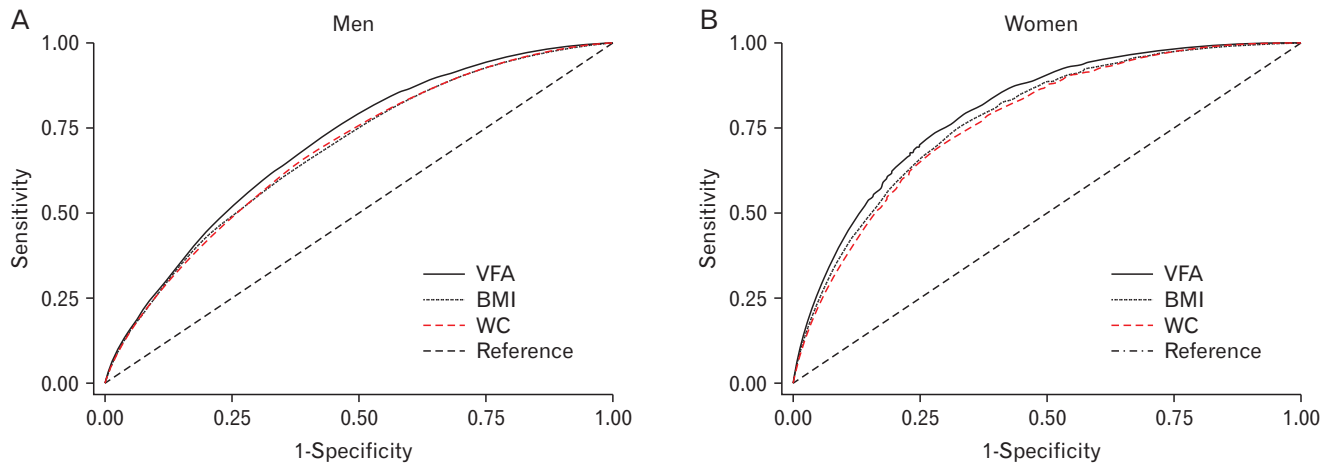 A
Men
1.00
0.75
0.50
0.25
0.00
Sensitivity
VFA
BMI
WC
Reference
0.00 0.25 0.50 0.75 1.00
1-Specificity
B
Women
1.00
0.75
0.50
0.25
0.00
Sensitivity
VFA
BMI
WC
Reference
0.00 0.25 0.50 0.75 1.00
1-Specificity